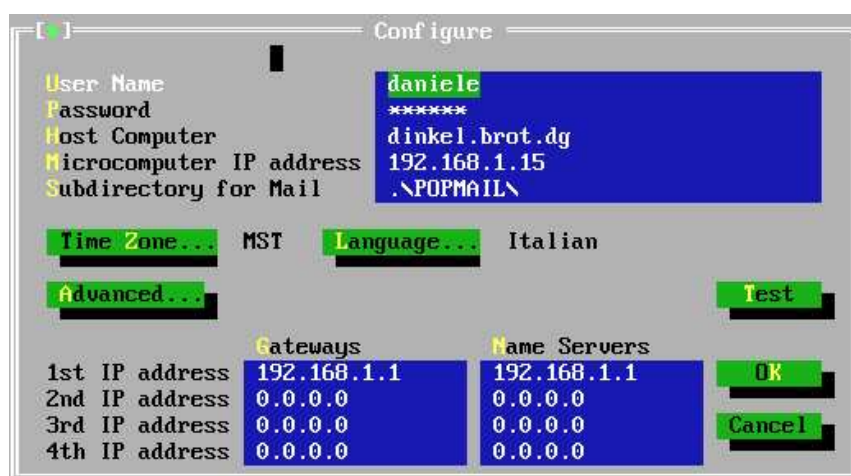 Configure
User Name daniele
Password ******
Host Computer dinkel.brot.dg
Microcomputer IP address 192.168.1.15
Subdirectory for Mail .\POPMAIL\
Time Zone... MST Language... Italian
Advanced... Test
Gateways Name Servers
1st IP address 192.168.1.1 192.168.1.1 OK
2nd IP address 0.0.0.0 0.0.0.0
3rd IP address 0.0.0.0 0.0.0.0 Cancel
4th IP address 0.0.0.0 0.0.0.0